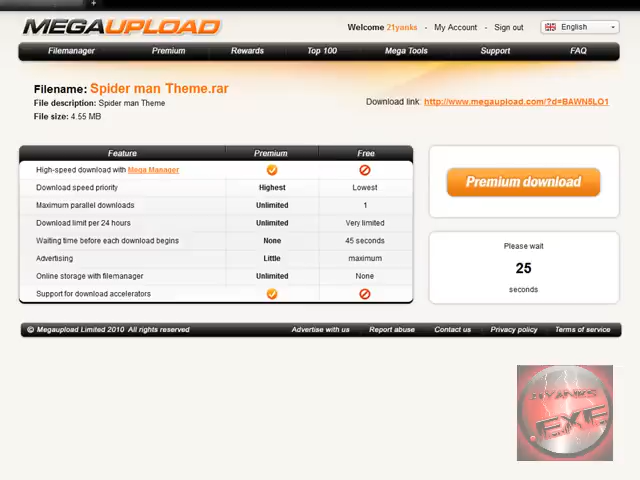 +
MEGAUPLOAD
Welcome 21yanks - My Account - Sign out
English
Filemanager Premium Rewards Top 100 Mega Tools Support FAQ
Filename: Spider man Theme.rar
File description: Spider man Theme
File size: 4.55 MB
Download link: http://www.megaupload.com/?d=BAWN5LO1
Feature Premium Free
High-speed download with Mega Manager
Download speed priority Highest Lowest
Maximum parallel downloads Unlimited 1
Download limit per 24 hours Unlimited Very limited
Waiting time before each download begins None 45 seconds
Advertising Little maximum
Online storage with filemanager Unlimited None
Support for download accelerators
Premium download
Please wait
25
seconds
© Megaupload Limited 2010 All rights reserved
Advertise with us Report abuse Contact us Privacy policy Terms of service
21YANKS
.EXE